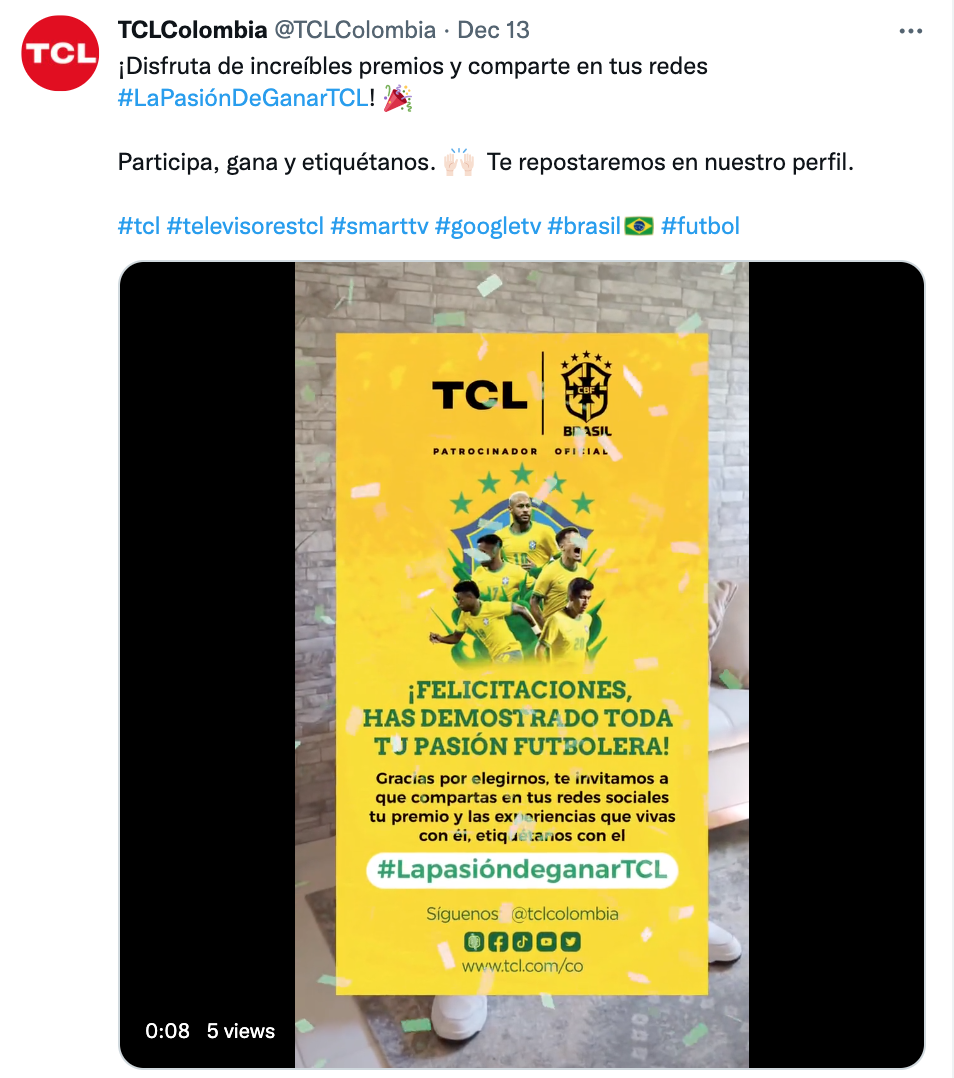 TCL
TCLColombia @TCLColombia · Dec 13
¡Disfruta de increíbles premios y comparte en tus redes
#LaPasiónDeGanarTCL! 🎉
Participa, gana y etiquétanos. 🙌🏻 Te repostaremos en nuestro perfil.
#tcl #televisorestcl #smarttv #googletv #brasil🇧🇷 #futbol
TCL
CBF
BRASIL
PATROCINADOR OFICIAL
10
17
20
¡FELICITACIONES,
HAS DEMOSTRADO TODA
TU PASIÓN FUTBOLERA!
Gracias por elegirnos, te invitamos a
que compartas en tus redes sociales
tu premio y las experiencias que vivas
con él, etiquétanos con el
#LapasióndeganarTCL
Síguenos @tclcolombia
www.tcl.com/co
0:08 5 views